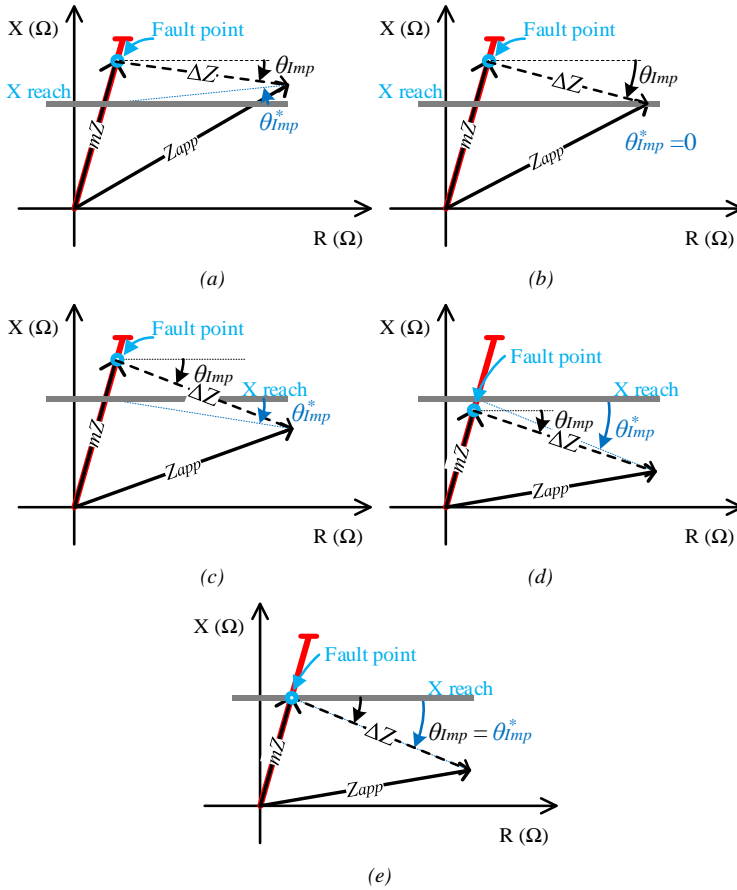 X (Ω)
Fault point
θImp
ΔZ
X reach
θ*Imp
mZ
Zapp
R (Ω)
(a)
X (Ω)
Fault point
θImp
ΔZ
X reach
θ*Imp =0
mZ
Zapp
R (Ω)
(b)
X (Ω)
Fault point
θImp
X reach
ΔZ
θ*Imp
mZ
Zapp
R (Ω)
(c)
X (Ω)
Fault point
X reach
θImp
θ*Imp
ΔZ
mZ
Zapp
R (Ω)
(d)
X (Ω)
Fault point
X reach
ΔZ
θImp = θ*Imp
mZ
Zapp
R (Ω)
(e)